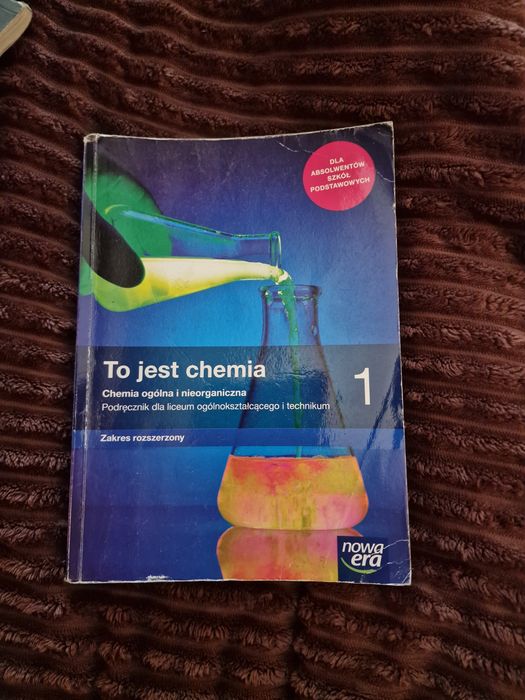 DLA
ABSOLWENTÓW
SZKÓŁ
PODSTAWOWYCH
To jest chemia
1
Chemia ogólna i nieorganiczna
Podręcznik dla liceum ogólnokształcącego i technikum
Zakres rozszerzony
nowa
era